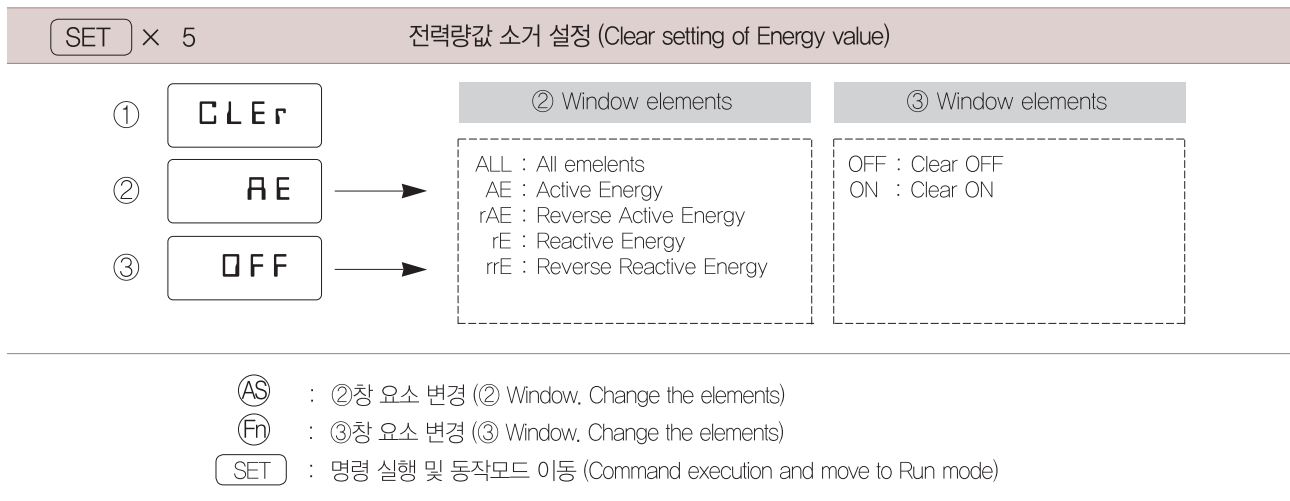 SET × 5 전력량값 소거 설정 (Clear setting of Energy value)
① CLEr
② AE
③ OFF
② Window elements
ALL : All emelents
AE : Active Energy
rAE : Reverse Active Energy
rE : Reactive Energy
rrE : Reverse Reactive Energy
③ Window elements
OFF : Clear OFF
ON : Clear ON
AS : ②창 요소 변경 (② Window. Change the elements)
Fn : ③창 요소 변경 (③ Window. Change the elements)
SET : 명령 실행 및 동작모드 이동 (Command execution and move to Run mode)